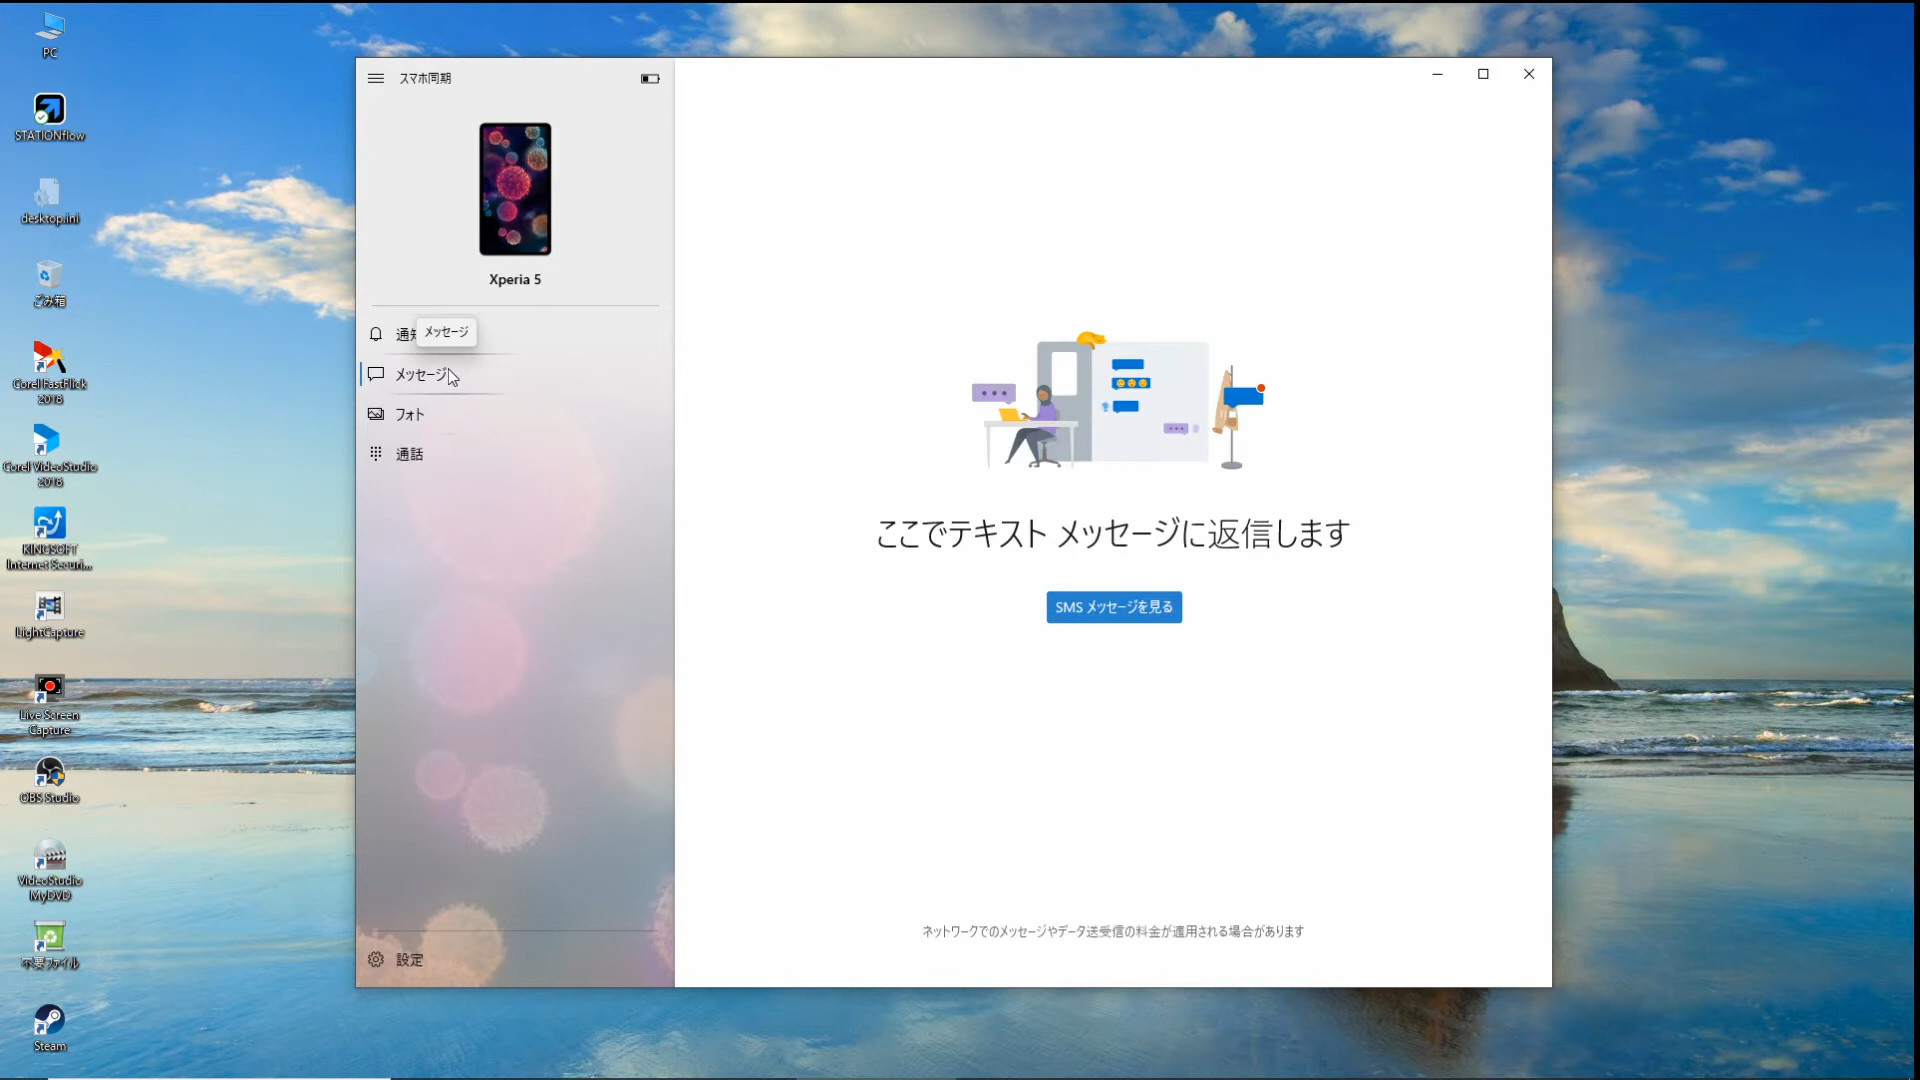 PC
STATIONflow
desktop.ini
ごみ箱
Corel FastFlick
2018
Corel VideoStudio
2018
KINGSOFT
Internet Securi...
LightCapture
Live Screen
Capture
OBS Studio
VideoStudio
MyDVD
不要ファイル
Steam
スマホ同期
Xperia 5
通知
メッセージ
メッセージ
フォト
通話
設定
ここでテキスト メッセージに返信します
SMS メッセージを見る
ネットワークでのメッセージやデータ送受信の料金が適用される場合があります